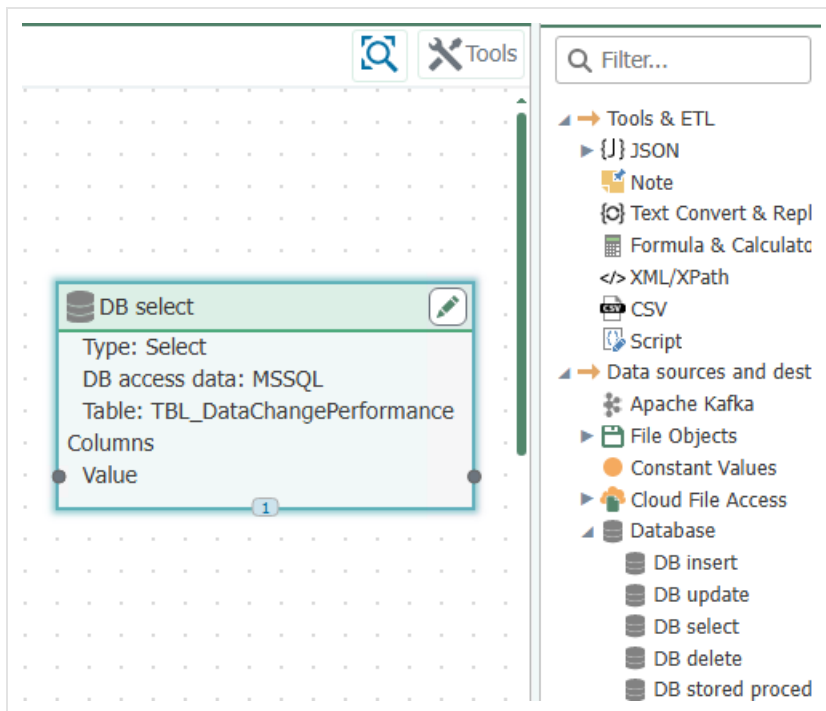 Tools
DB select
Type: Select
DB access data: MSSQL
Table: TBL_DataChangePerformance
Columns
Value
1
Filter...
Tools & ETL
{J} JSON
Note
Text Convert & Repl
Formula & Calculato
</> XML/XPath
CSV CSV
Script
Data sources and dest
Apache Kafka
File Objects
Constant Values
Cloud File Access
Database
DB insert
DB update
DB select
DB delete
DB stored proced